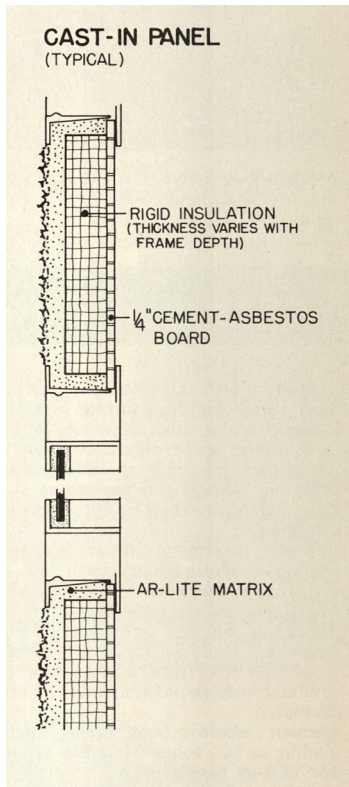 CAST-IN PANEL
(TYPICAL)
RIGID INSULATION
(THICKNESS VARIES WITH
FRAME DEPTH)
1/4" CEMENT-ASBESTOS
BOARD
AR-LITE MATRIX